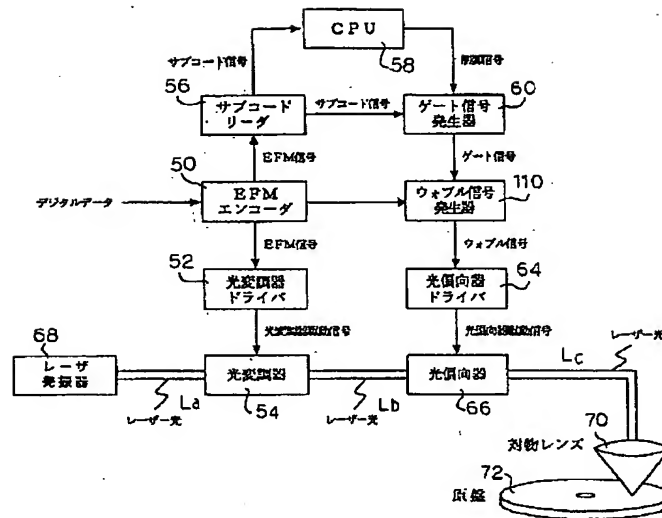 CPU
58
サブコード信号
制御信号
56
サブコード
リーダ
サブコード信号
60
ゲート信号
発生器
EFM信号
ゲート信号
50
デジタルデータ
EFM
エンコーダ
ウォブル信号
発生器
110
EFM信号
ウォブル信号
52
光変調器
ドライバ
64
光偏向器
ドライバ
68
光変調器駆動信号
光偏向器駆動信号
レーザー光
レーザ
発振器
La
レーザー光
光変調器
54
Lb
レーザー光
光偏向器
66
Lc
70
対物レンズ
72
原盤